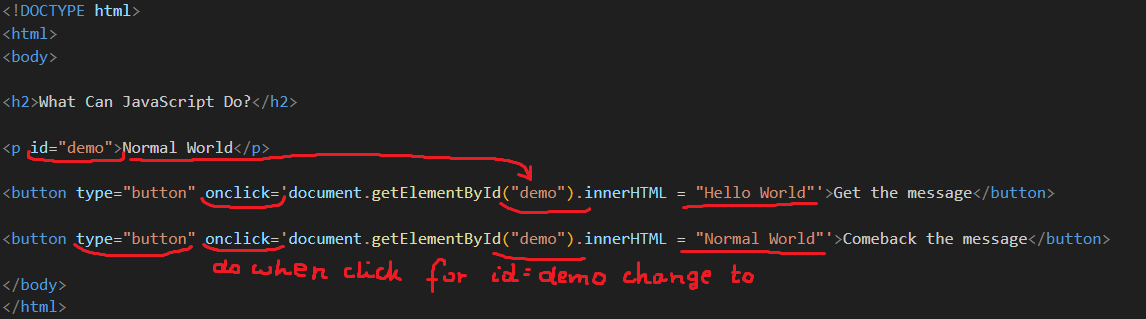 <!DOCTYPE html>
<html>
<body>
<h2>What Can JavaScript Do?</h2>
<p id="demo">Normal World</p>
<button type="button" onclick='document.getElementById("demo").innerHTML = "Hello World"'>Get the message</button>
<button type="button" onclick='document.getElementById("demo").innerHTML = "Normal World"'>Comeback the message</button>
do when click for id=demo change to
</body>
</html>